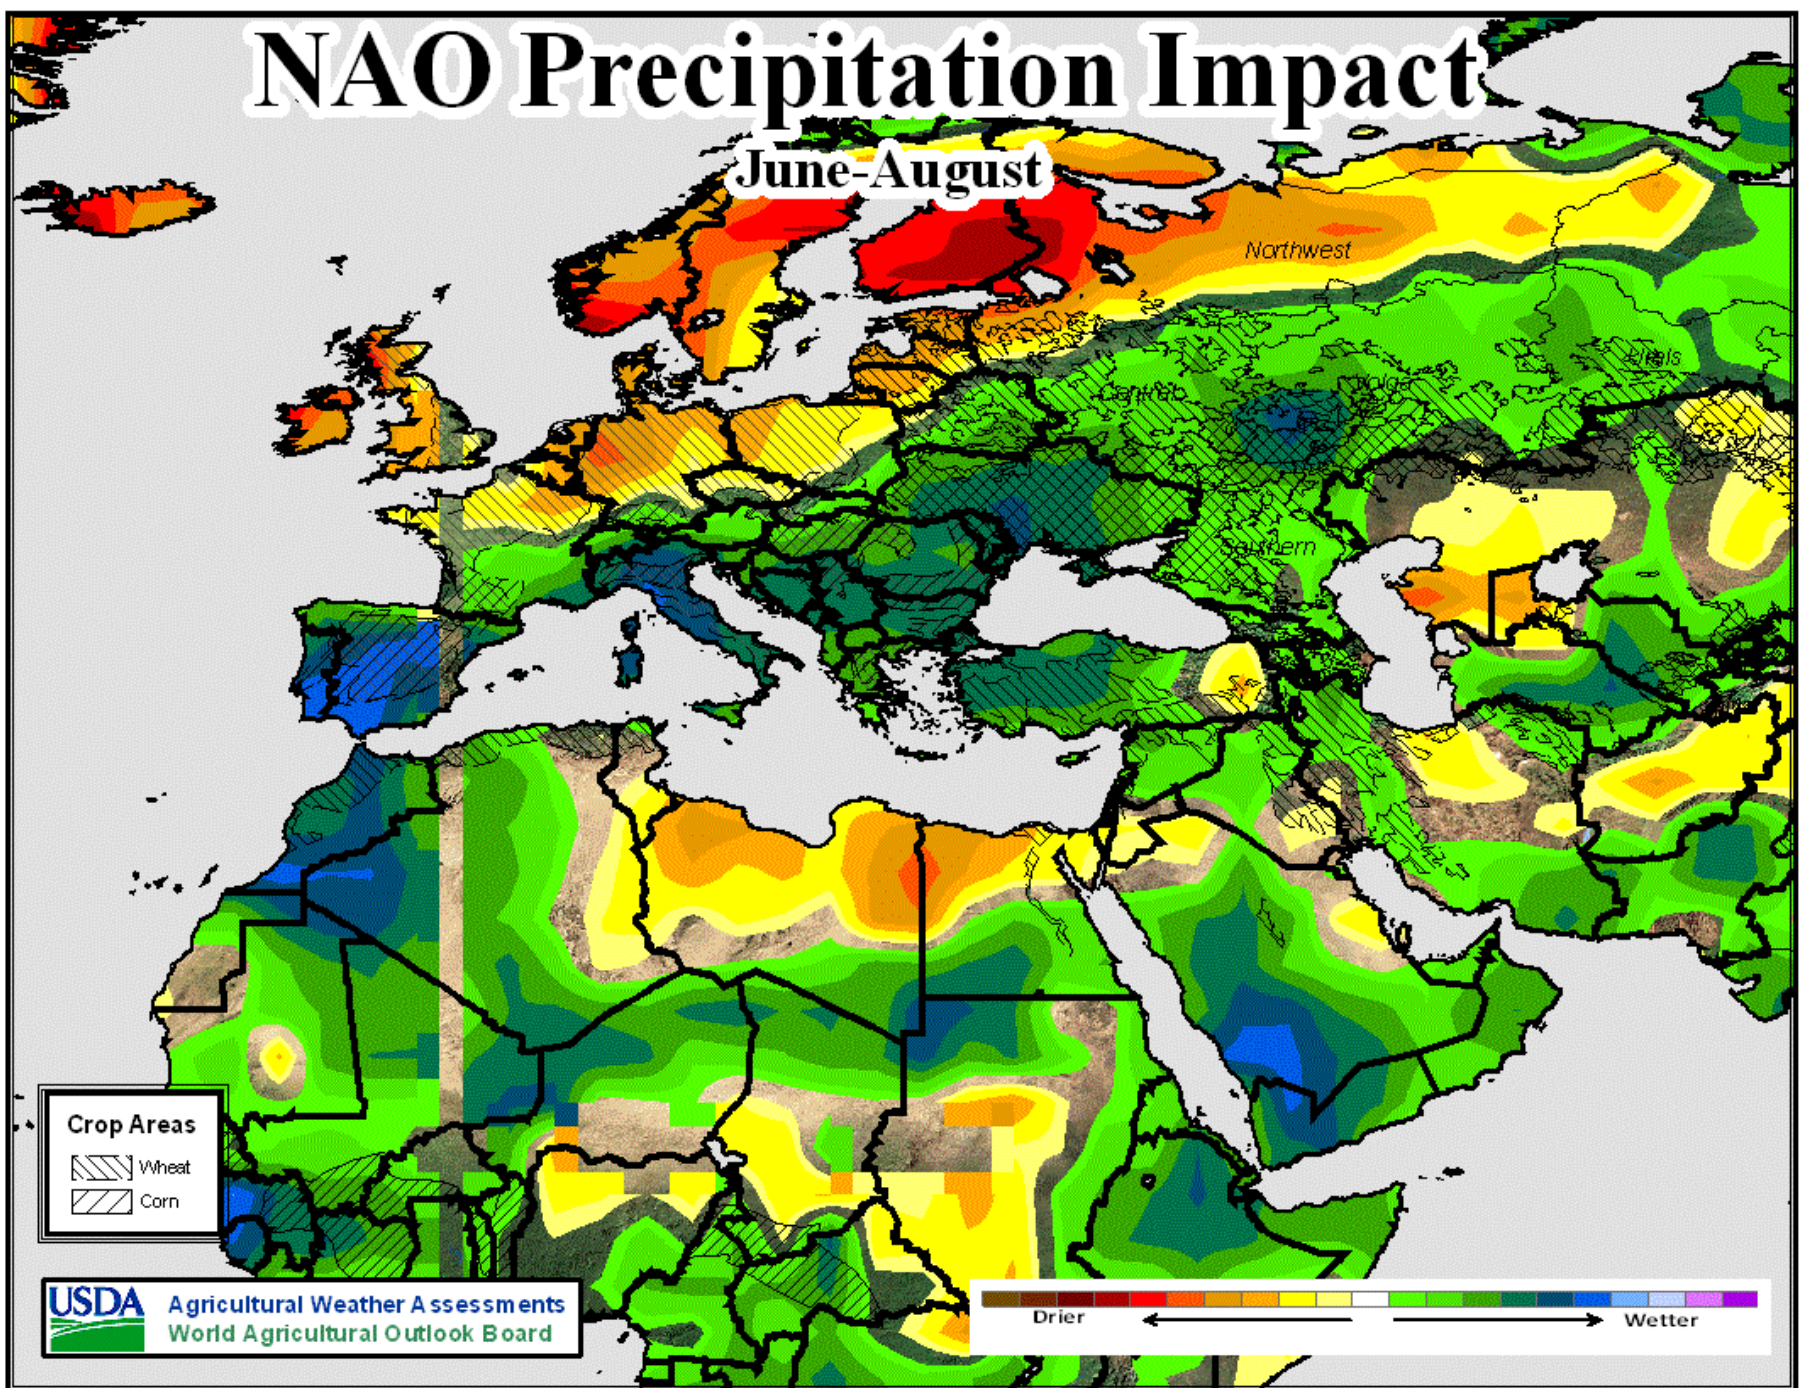 NAO Precipitation Impact
June-August
Northwest
Urals
Volga
Central
Southern
Crop Areas
Wheat
Corn
USDA
Agricultural Weather Assessments
World Agricultural Outlook Board
Drier
Wetter